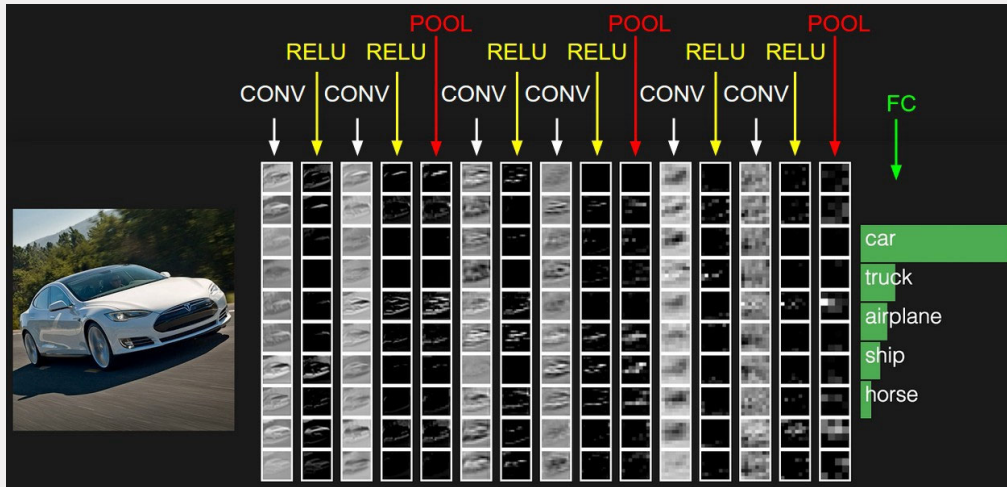 POOL POOL POOL
RELU RELU RELU RELU RELU RELU
CONV CONV CONV CONV CONV CONV
FC
car
truck
airplane
ship
horse